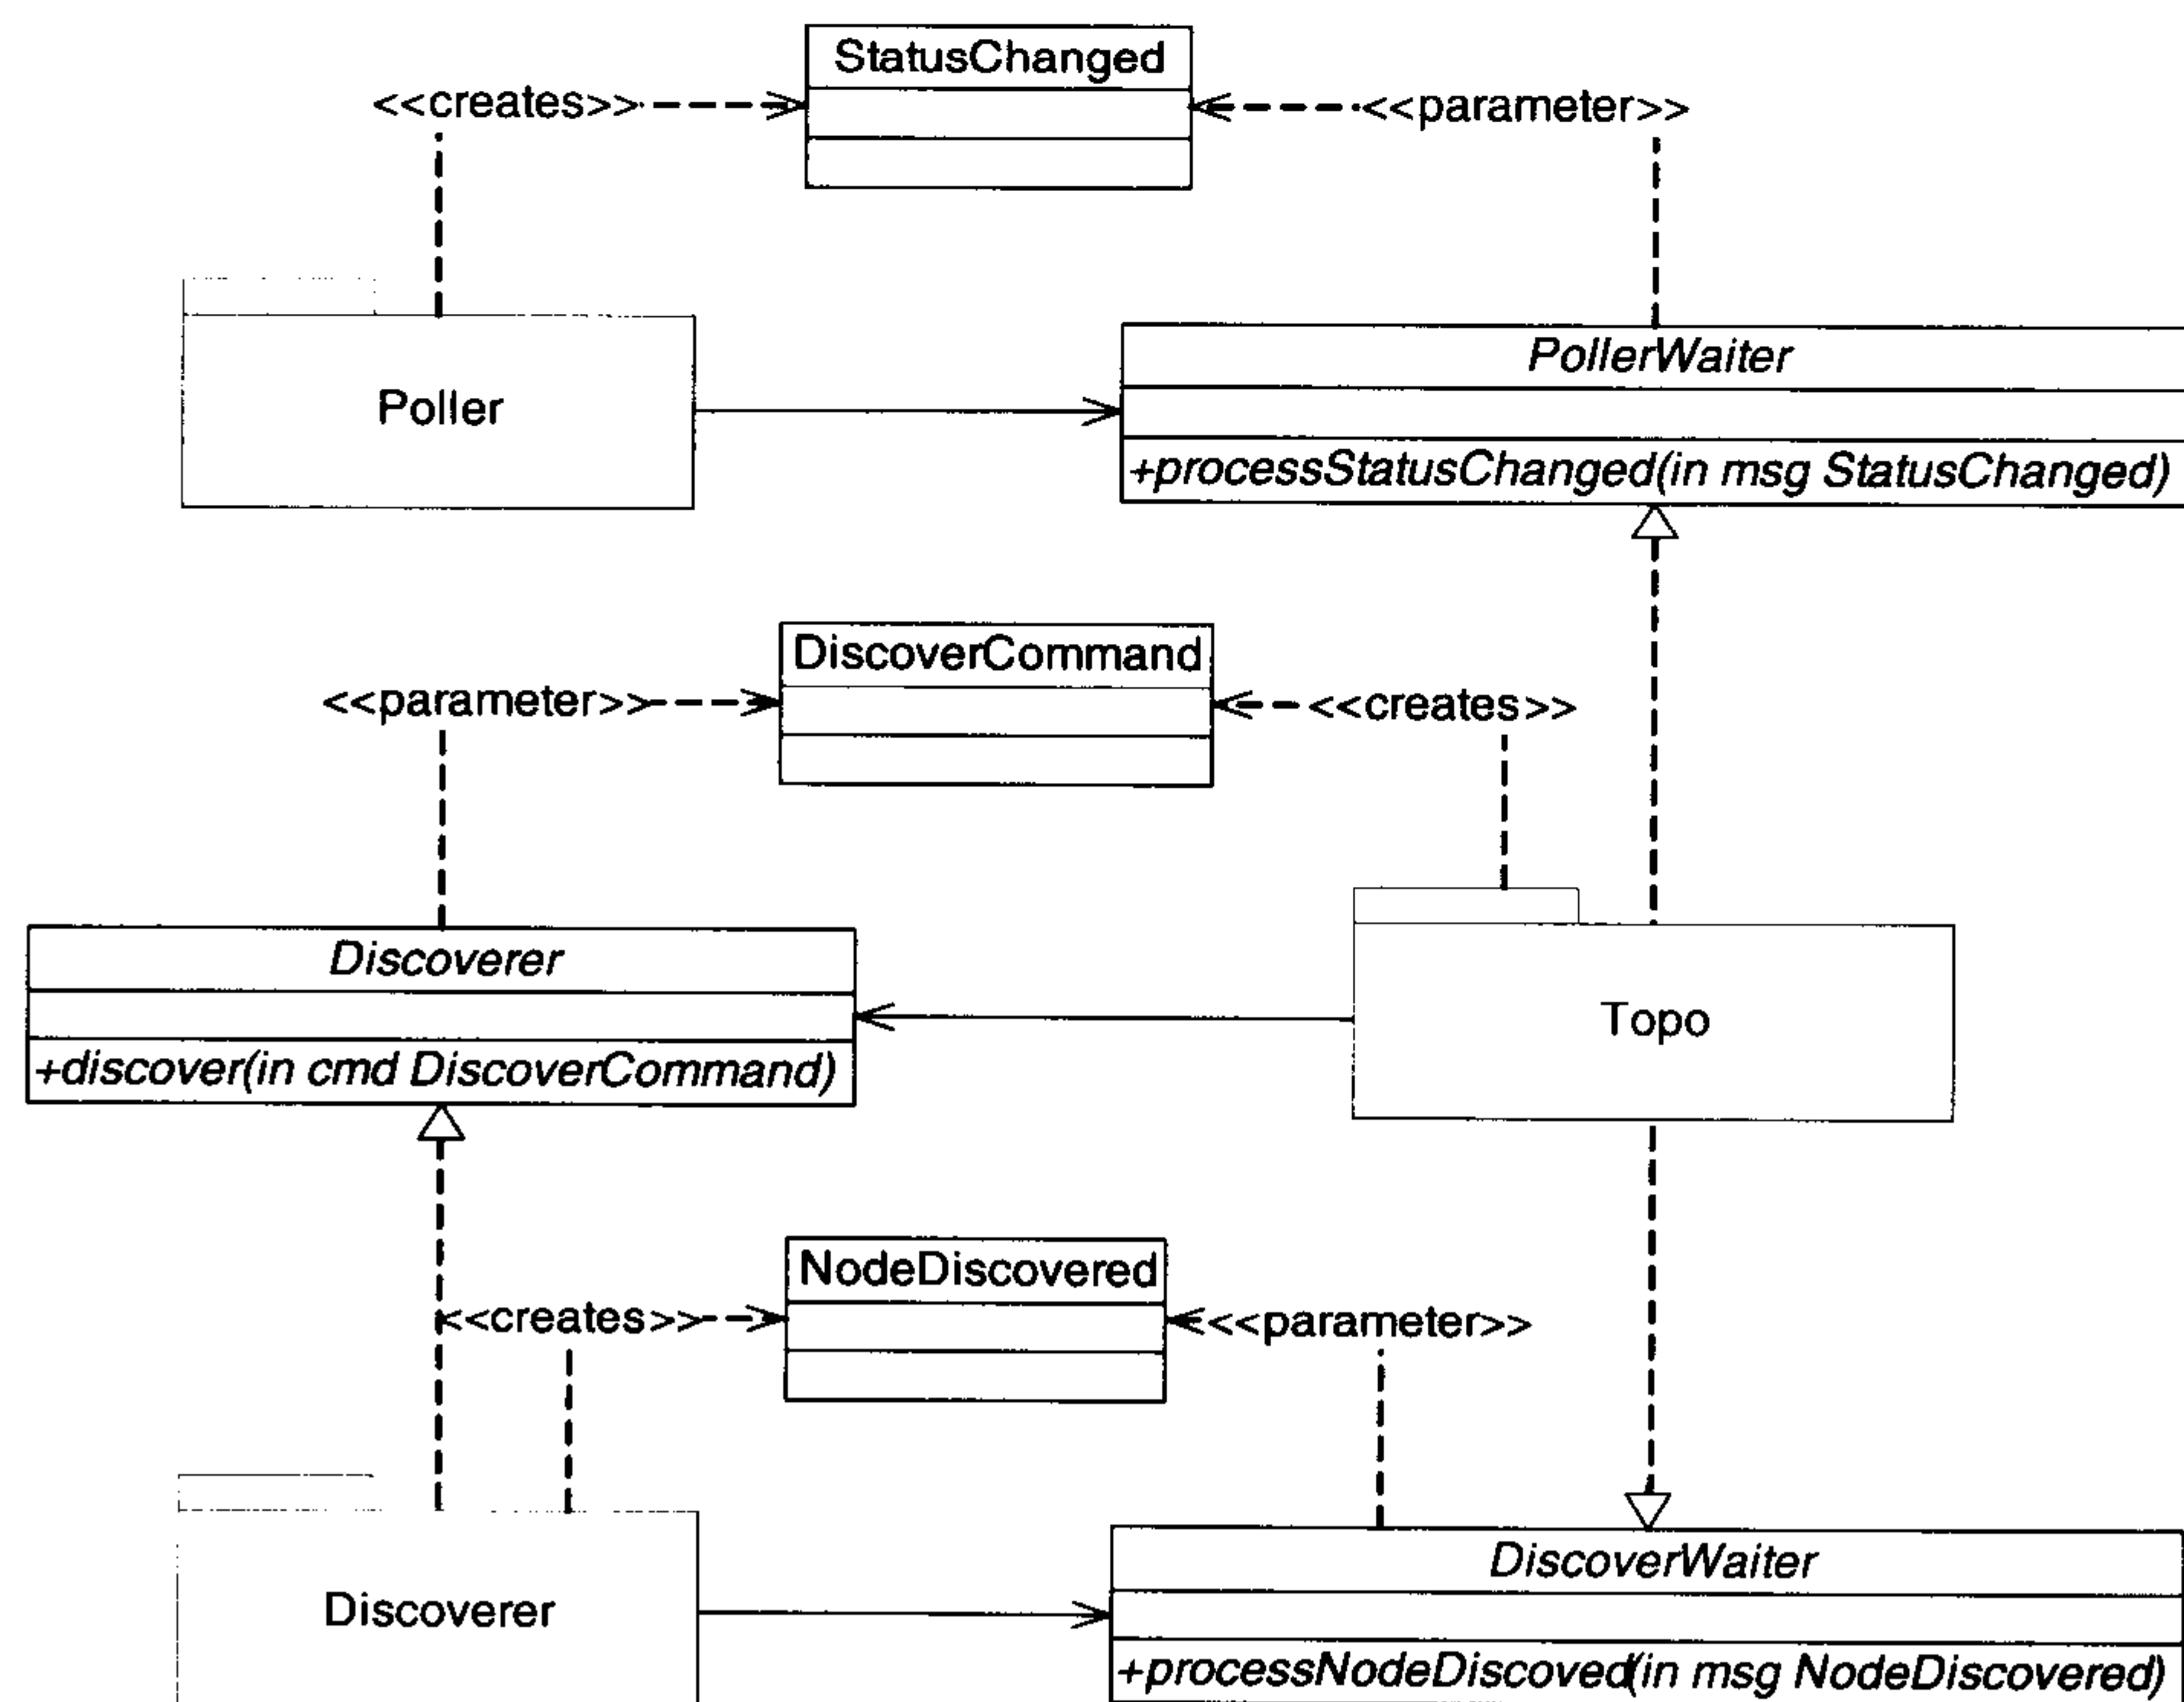 StatusChanged
<<creates>>
<<parameter>>
PollerWaiter
Poller
+processStatusChanged(in msg StatusChanged)
DiscoverCommand
<<parameter>>
<<creates>>
Discoverer
Topo
+discover(in cmd DiscoverCommand)
NodeDiscovered
<<creates>>
<<parameter>>
DiscoverWaiter
Discoverer
+processNodeDiscoved(in msg NodeDiscovered)